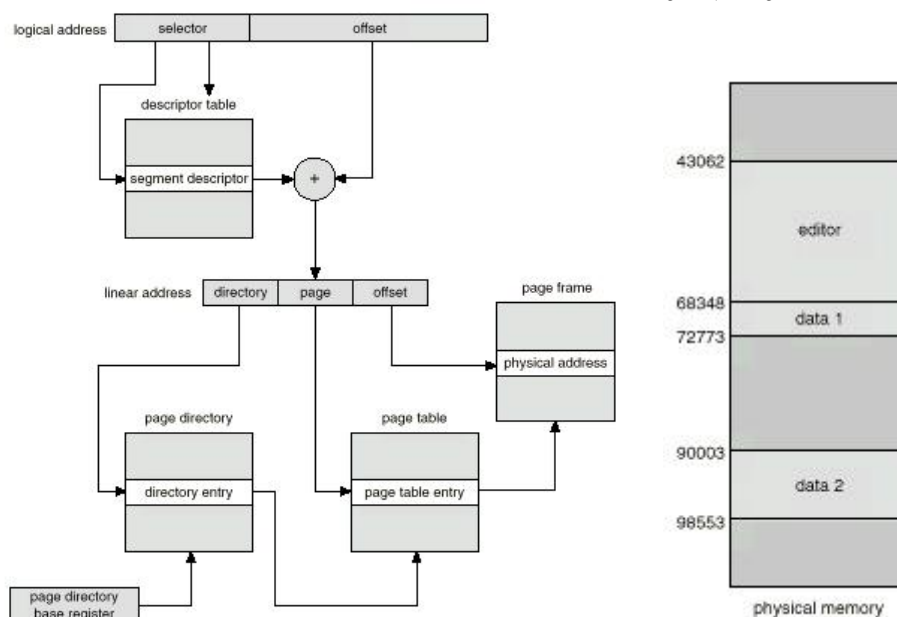 logical address
selector
offset
descriptor table
segment descriptor
+
linear address
directory
page
offset
page frame
physical address
page directory
directory entry
page table
page table entry
page directory
base register
43062
editor
68348
data 1
72773
90003
data 2
98553
physical memory